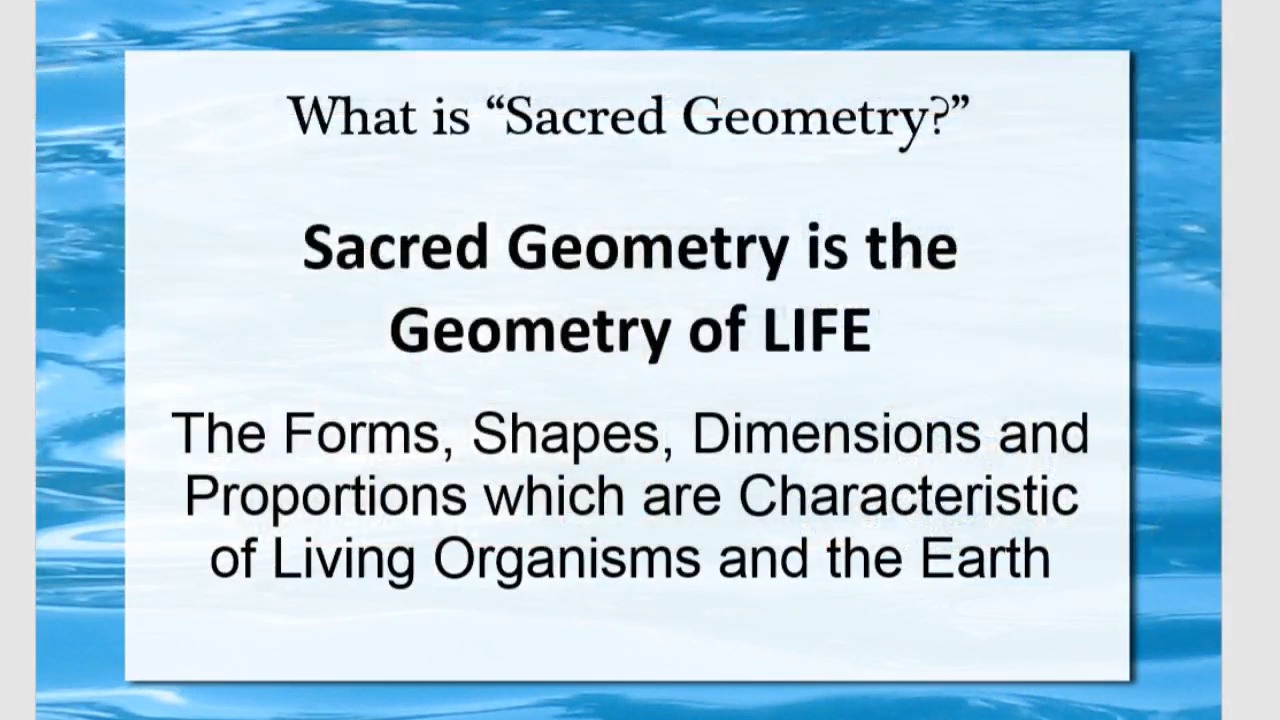 What is “Sacred Geometry?”
Sacred Geometry is the
Geometry of LIFE
The Forms, Shapes, Dimensions and
Proportions which are Characteristic
of Living Organisms and the Earth